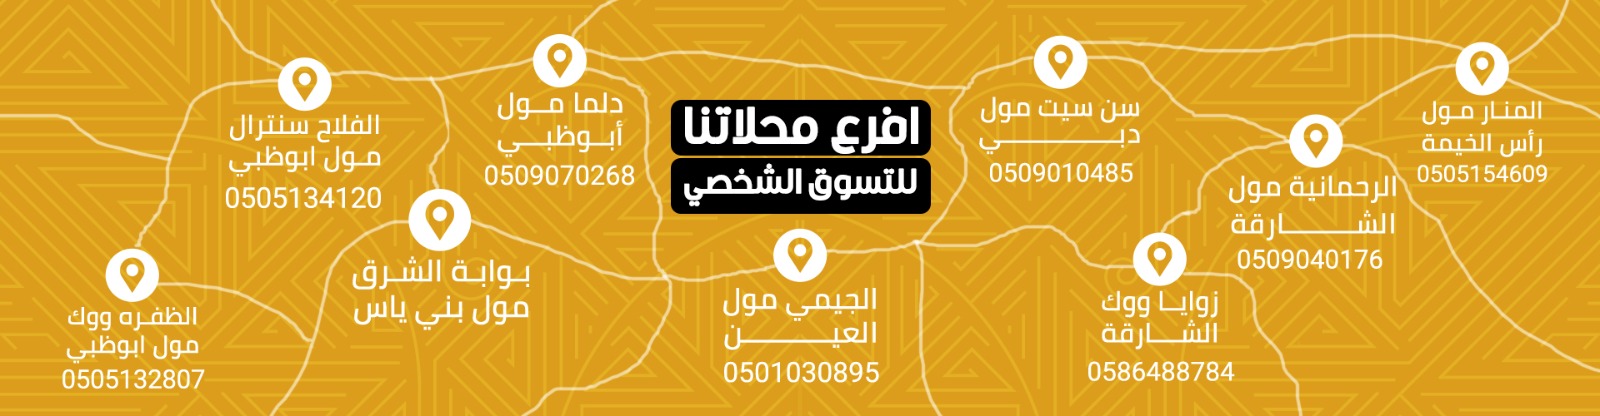 افرع محلاتنا
للتسوق الشخصي
المنار مول
رأس الخيمة
0505154609
الرحمانية مول
الشارقة
0509040176
سن سيت مول
دبي
0509010485
زوايا ووك
الشارقة
0586488784
الجيمي مول
العين
0501030895
دلما مول
أبوظبي
0509070268
بوابة الشرق
مول بني ياس
الفلاح سنترال
مول ابوظبي
0505134120
الظفره ووك
مول ابوظبي
0505132807